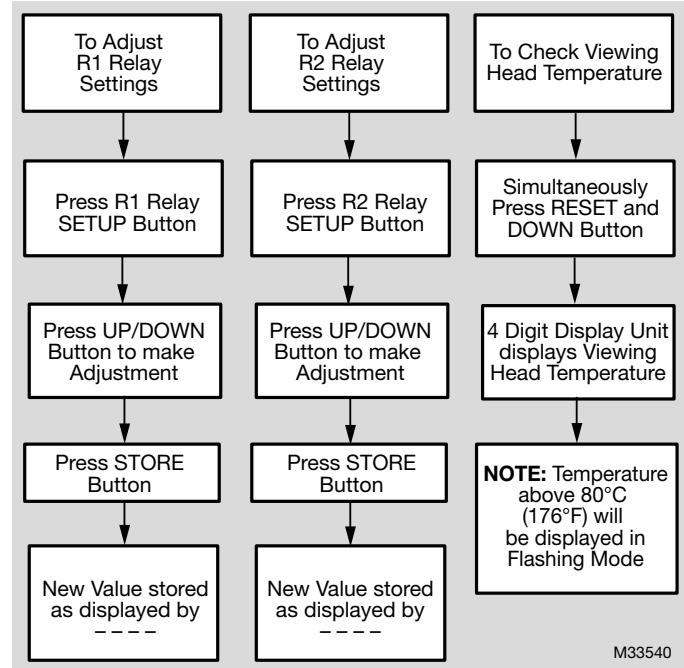 To Adjust
R1 Relay
Settings
Press R1 Relay
SETUP Button
Press UP/DOWN
Button to make
Adjustment
Press STORE
Button
New Value stored
as displayed by
– – – –
To Adjust
R2 Relay
Settings
Press R2 Relay
SETUP Button
Press UP/DOWN
Button to make
Adjustment
Press STORE
Button
New Value stored
as displayed by
– – – –
To Check Viewing
Head Temperature
Simultaneously
Press RESET and
DOWN Button
4 Digit Display Unit
displays Viewing
Head Temperature
NOTE: Temperature
above 80°C
(176°F) will
be displayed in
Flashing Mode
M33540